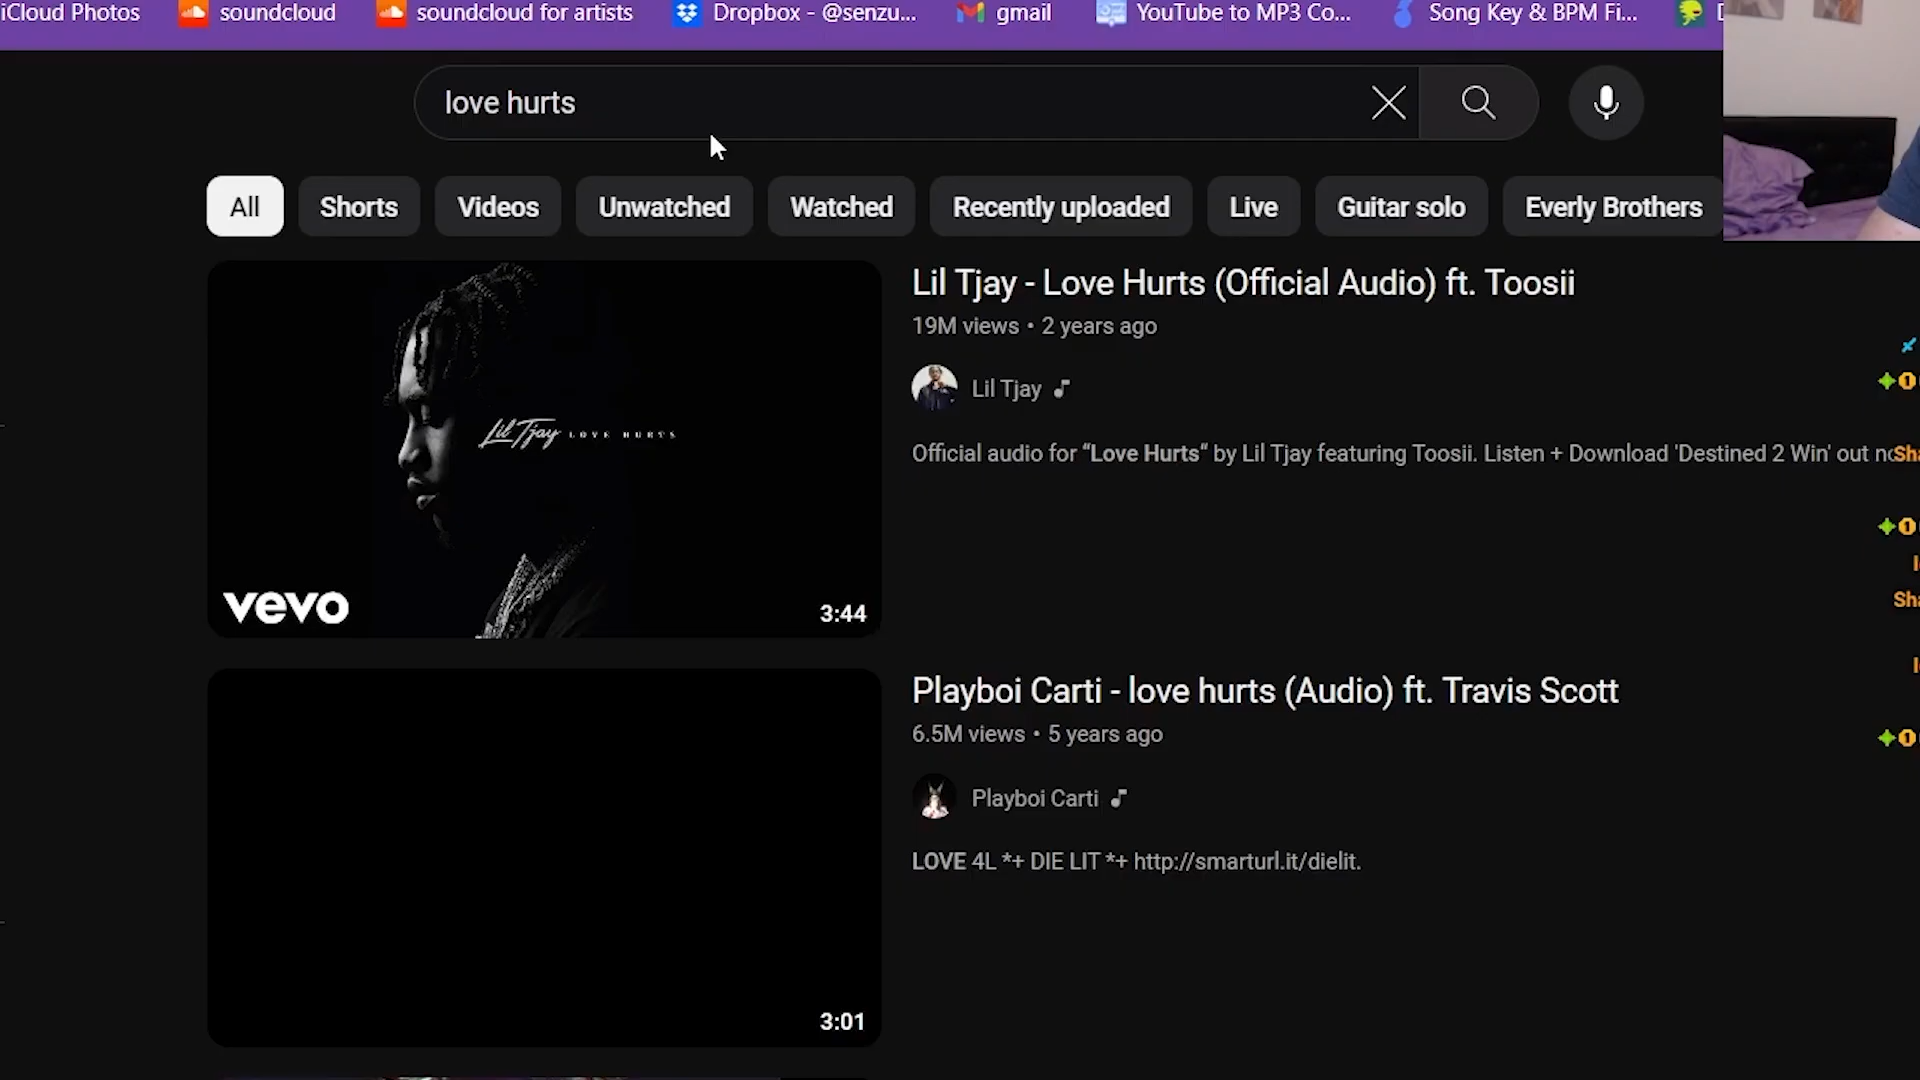 iCloud Photos soundcloud soundcloud for artists Dropbox - @senzu... gmail YouTube to MP3 Co... Song Key & BPM Fi...
love hurts
All Shorts Videos Unwatched Watched Recently uploaded Live Guitar solo Everly Brothers
Lil Tjay - Love Hurts (Official Audio) ft. Toosii
19M views • 2 years ago
Lil Tjay
Official audio for “Love Hurts“ by Lil Tjay featuring Toosii. Listen + Download 'Destined 2 Win' out
Lil Tjay LOVE HURTS
vevo
3:44
Playboi Carti - love hurts (Audio) ft. Travis Scott
6.5M views • 5 years ago
Playboi Carti
LOVE 4L *+ DIE LIT *+ http://smarturl.it/dielit.
3:01